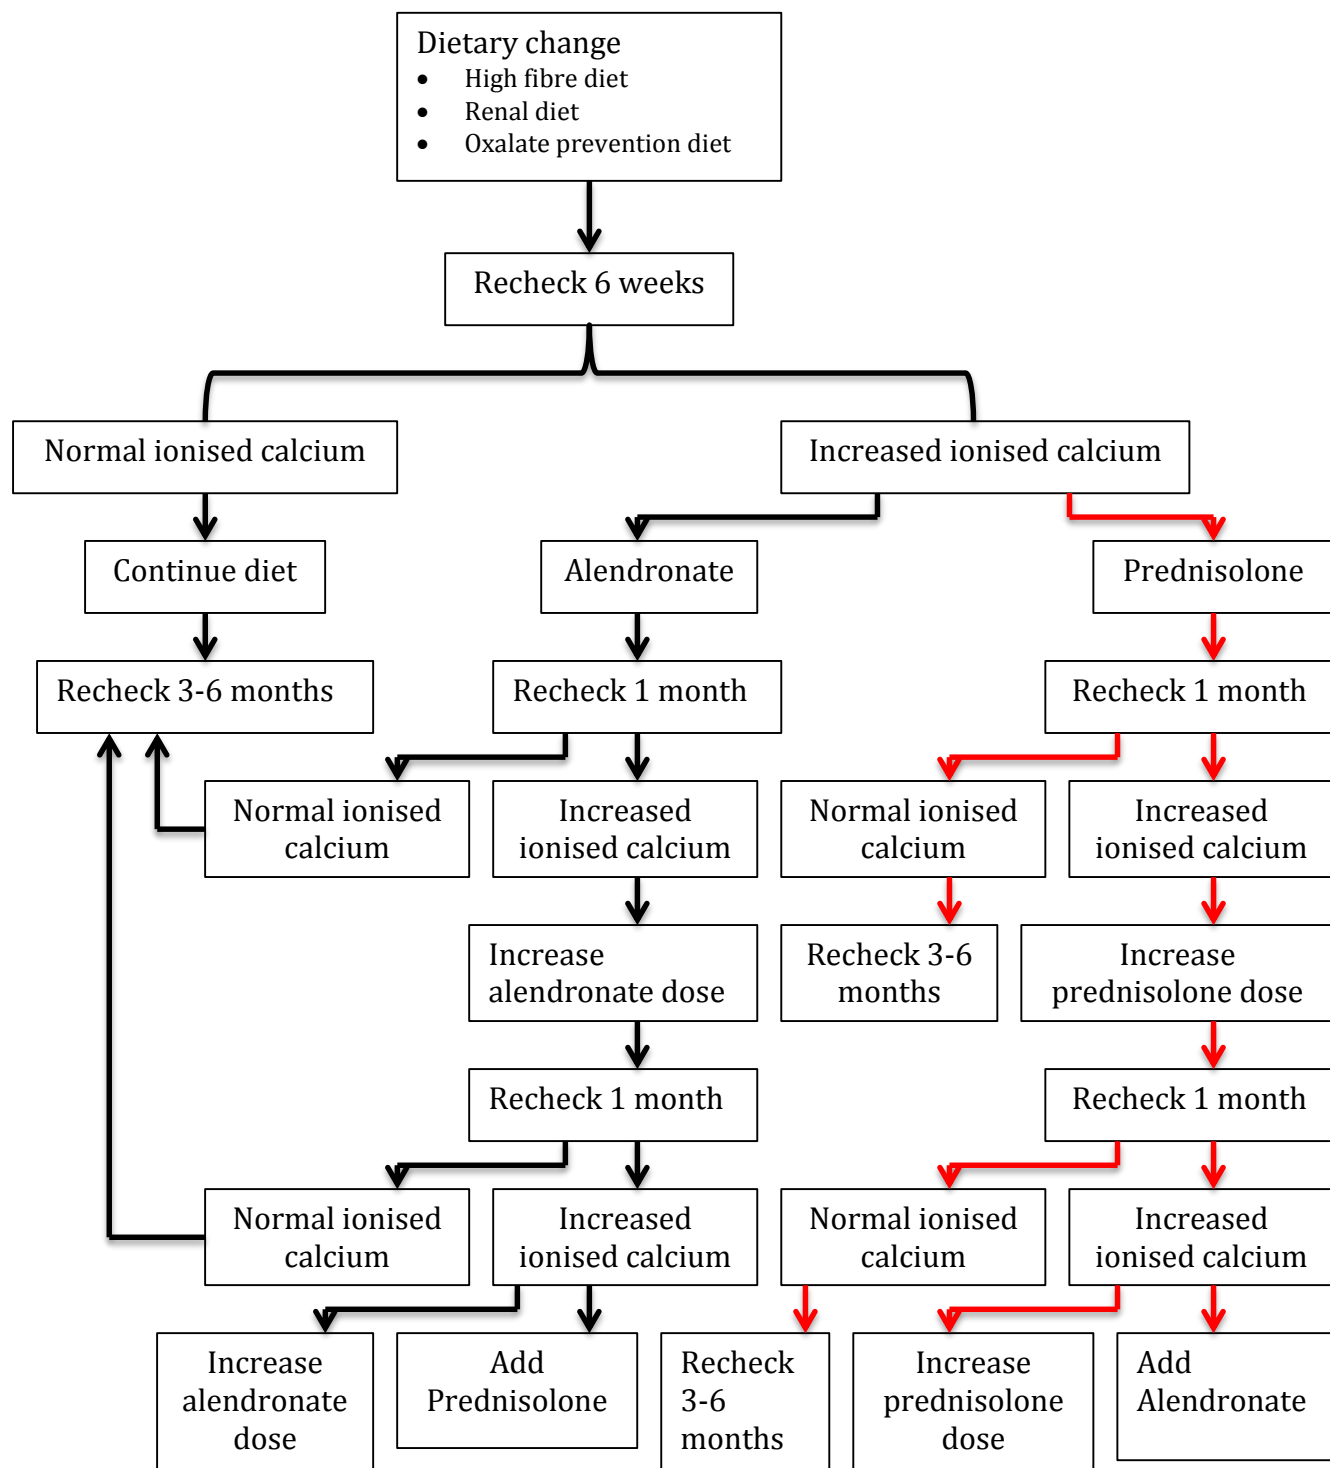 Dietary change
• High fibre diet
• Renal diet
• Oxalate prevention diet
Recheck 6 weeks
Normal ionised calcium
Increased ionised calcium
Continue diet
Alendronate
Prednisolone
Recheck 3-6 months
Recheck 1 month
Recheck 1 month
Normal ionised
calcium
Increased
ionised calcium
Normal ionised
calcium
Increased
ionised calcium
Increase
alendronate dose
Recheck 3-6
months
Increase
prednisolone dose
Recheck 1 month
Recheck 1 month
Normal ionised
calcium
Increased
ionised calcium
Normal ionised
calcium
Increased
ionised calcium
Increase
alendronate
dose
Add
Prednisolone
Recheck
3-6
months
Increase
prednisolone
dose
Add
Alendronate